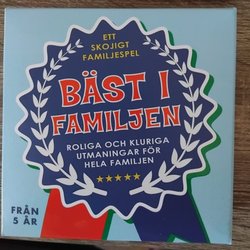 ETT
SKOJIGT
FAMILJESPEL
BÄST I
FAMILJEN
ROLIGA OCH KLURIGA
UTMANINGAR FÖR
HELA FAMILJEN
FRÅN
5 ÅR